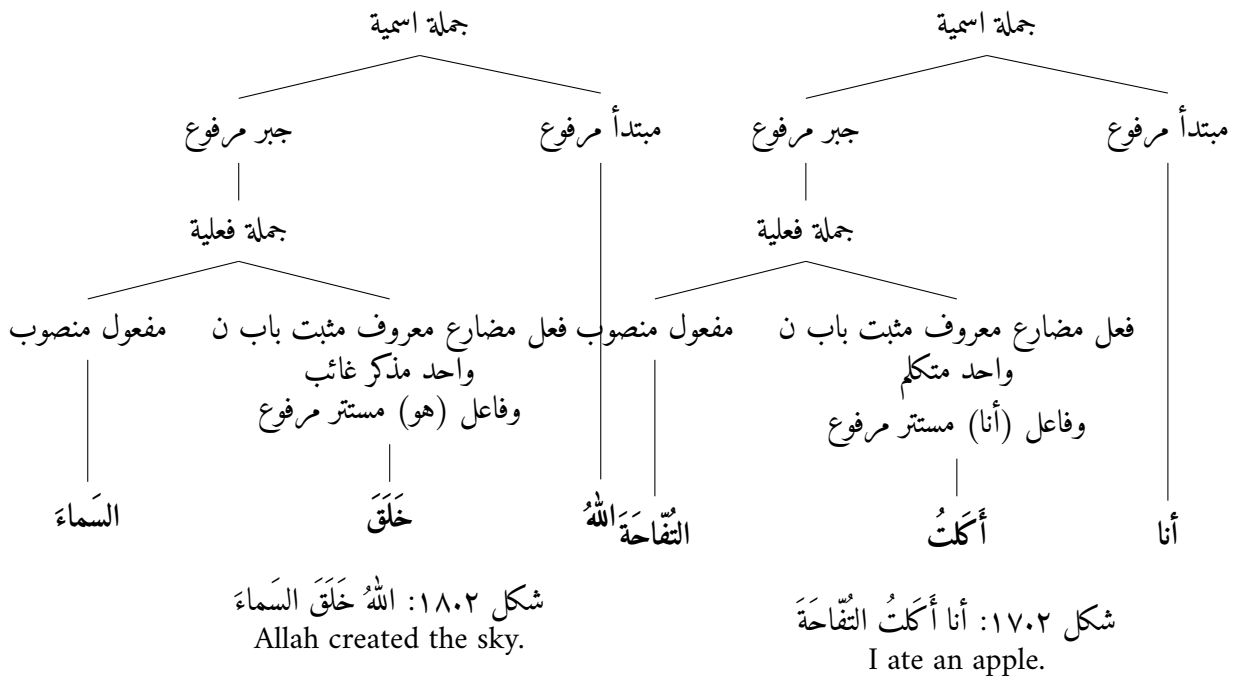 جملة اسمية
مبتدأ مرفوع
جبر مرفوع
جملة فعلية
فعل مضارع معروف مثبت باب ن
واحد متكلم
وفاعل (أنا) مستتر مرفوع
مفعول منصوب
أنا
أَكَلتُ
التُفّاحَةَ
شكل ١٧.٢: أنا أَكَلتُ التُفّاحَةَ
I ate an apple.
جملة اسمية
مبتدأ مرفوع
جبر مرفوع
جملة فعلية
فعل مضارع معروف مثبت باب ن
واحد مذكر غائب
وفاعل (هو) مستتر مرفوع
مفعول منصوب
اللهُ
خَلَقَ
السَماءَ
شكل ١٨.٢: اللهُ خَلَقَ السَماءَ
Allah created the sky.